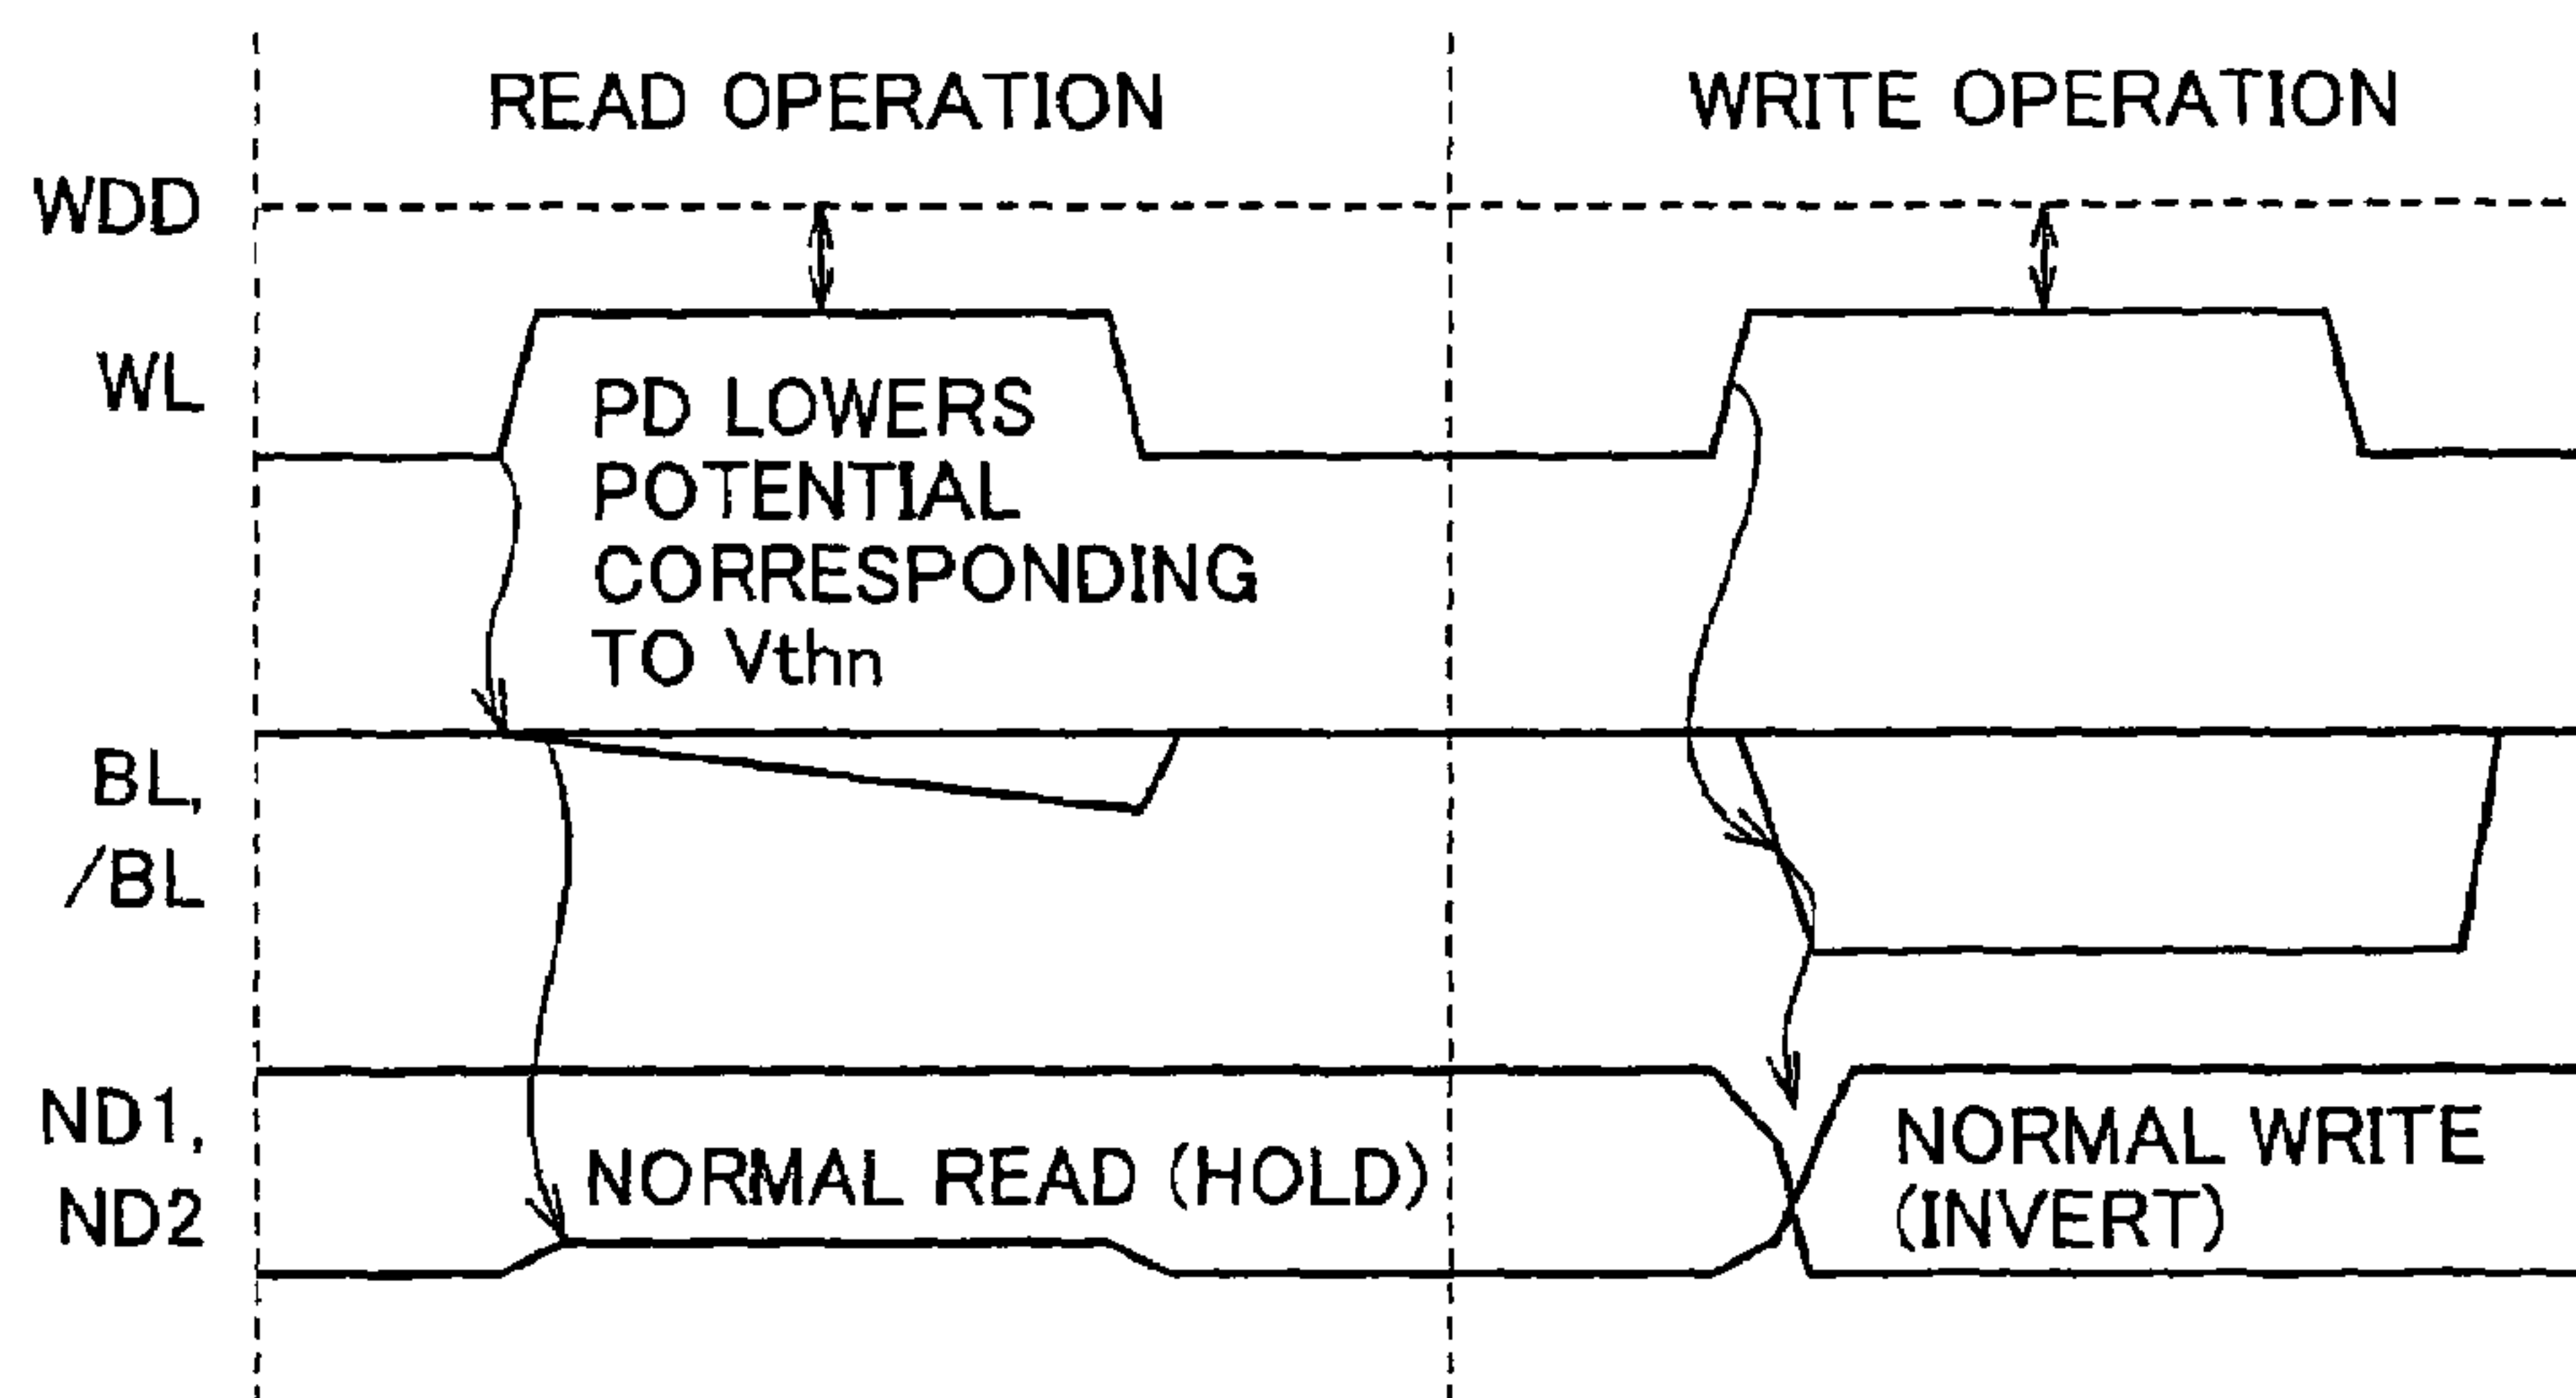 READ OPERATION
WRITE OPERATION
WDD
WL
PD LOWERS
POTENTIAL
CORRESPONDING
TO Vthn
BL,
/BL
ND1,
ND2
NORMAL READ (HOLD)
NORMAL WRITE
(INVERT)